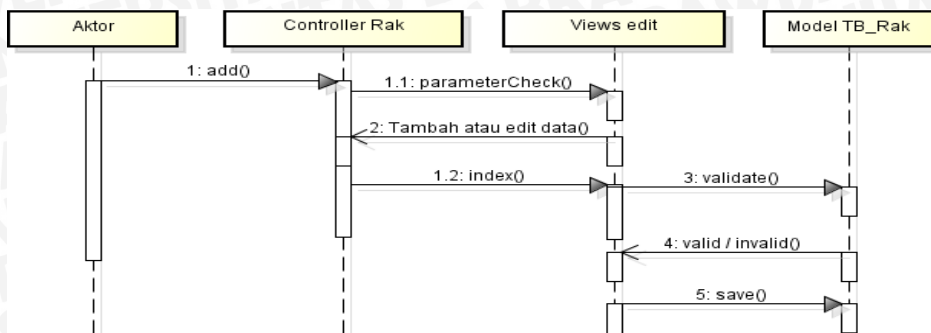 Aktor
Controller Rak
Views edit
Model TB_Rak
1: add()
1.1: parameterCheck()
2: Tambah atau edit data()
1.2: index()
3: validate()
4: valid / invalid()
5: save()